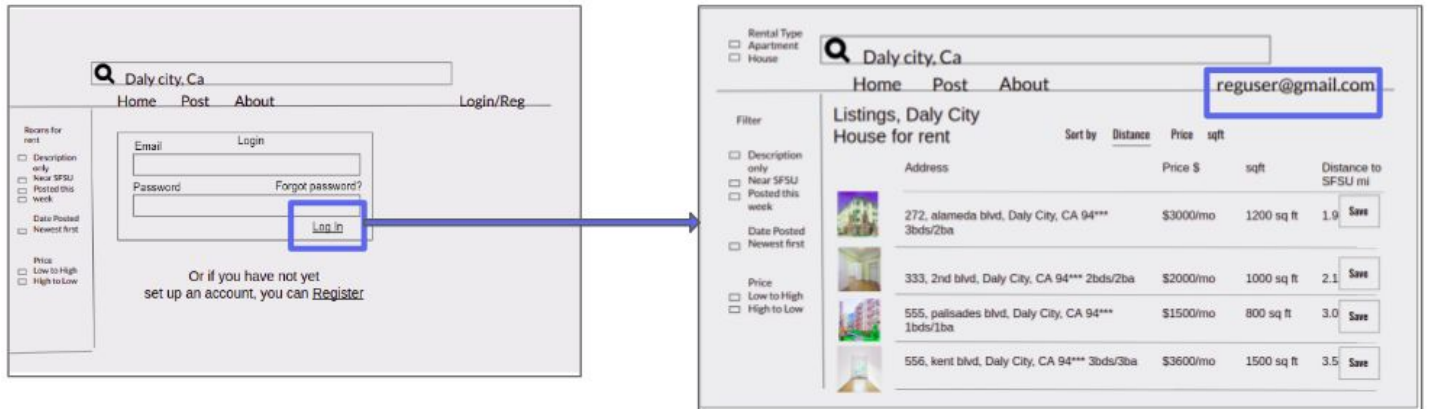 Daly city, Ca
Home Post About Login/Reg
Rooms for
rent
Description
only
Near SFSU
Posted this
week
Date Posted
Newest first
Price
Low to High
High to Low
Login
Email
Password Forgot password?
Log In
Or if you have not yet
set up an account, you can Register
Rental Type
Apartment
House
Daly city, Ca
Home Post About reguser@gmail.com
Filter
Description
only
Near SFSU
Posted this
week
Date Posted
Newest first
Price
Low to High
High to Low
Listings, Daly City
House for rent Sort by Distance Price sqft
Address Price $ sqft Distance to
SFSU mi
272, alameda blvd, Daly City, CA 94*** $3000/mo 1200 sq ft 1.9 Save
3bds/2ba
333, 2nd blvd, Daly City, CA 94*** 2bds/2ba $2000/mo 1000 sq ft 2.1 Save
555, palisades blvd, Daly City, CA 94*** $1500/mo 800 sq ft 3.0 Save
1bds/1ba
556, kent blvd, Daly City, CA 94*** 3bds/3ba $3600/mo 1500 sq ft 3.5 Save